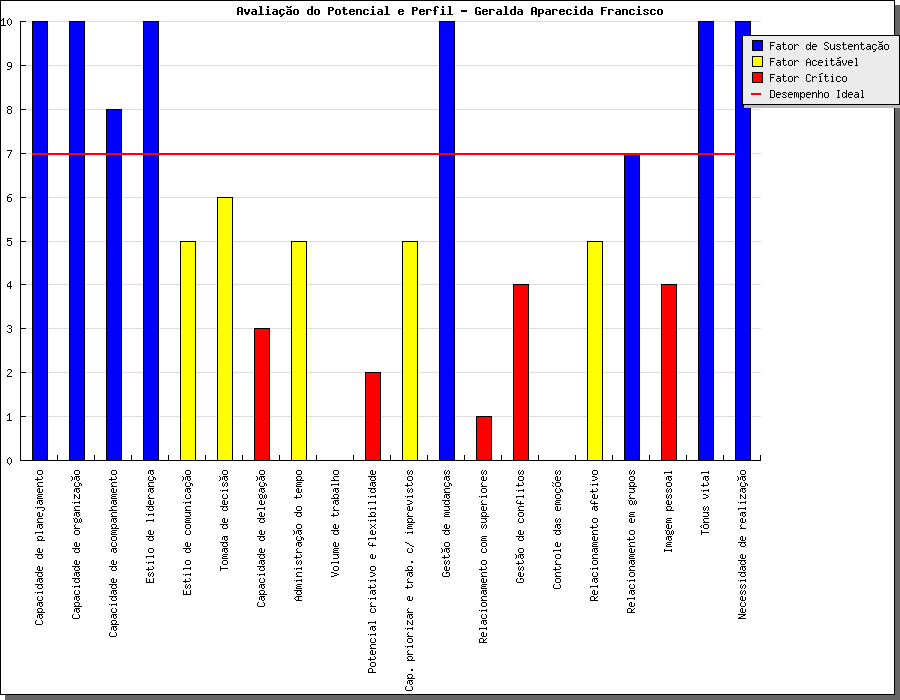 Avaliação do Potencial e Perfil - Geralda Aparecida Francisco
10
9
8
7
6
5
4
3
2
1
0
Fator de Sustentação
Fator Aceitável
Fator Crítico
Desempenho Ideal
Capacidade de planejamento
Capacidade de organização
Capacidade de acompanhamento
Estilo de liderança
Estilo de comunicação
Tomada de decisão
Capacidade de delegação
Administração do tempo
Volume de trabalho
Potencial criativo e flexibilidade
Cap. priorizar e trab. c/ imprevistos
Gestão de mudanças
Relacionamento com superiores
Gestão de conflitos
Controle das emoções
Relacionamento afetivo
Relacionamento em grupos
Imagem pessoal
Tônus vital
Necessidade de realização